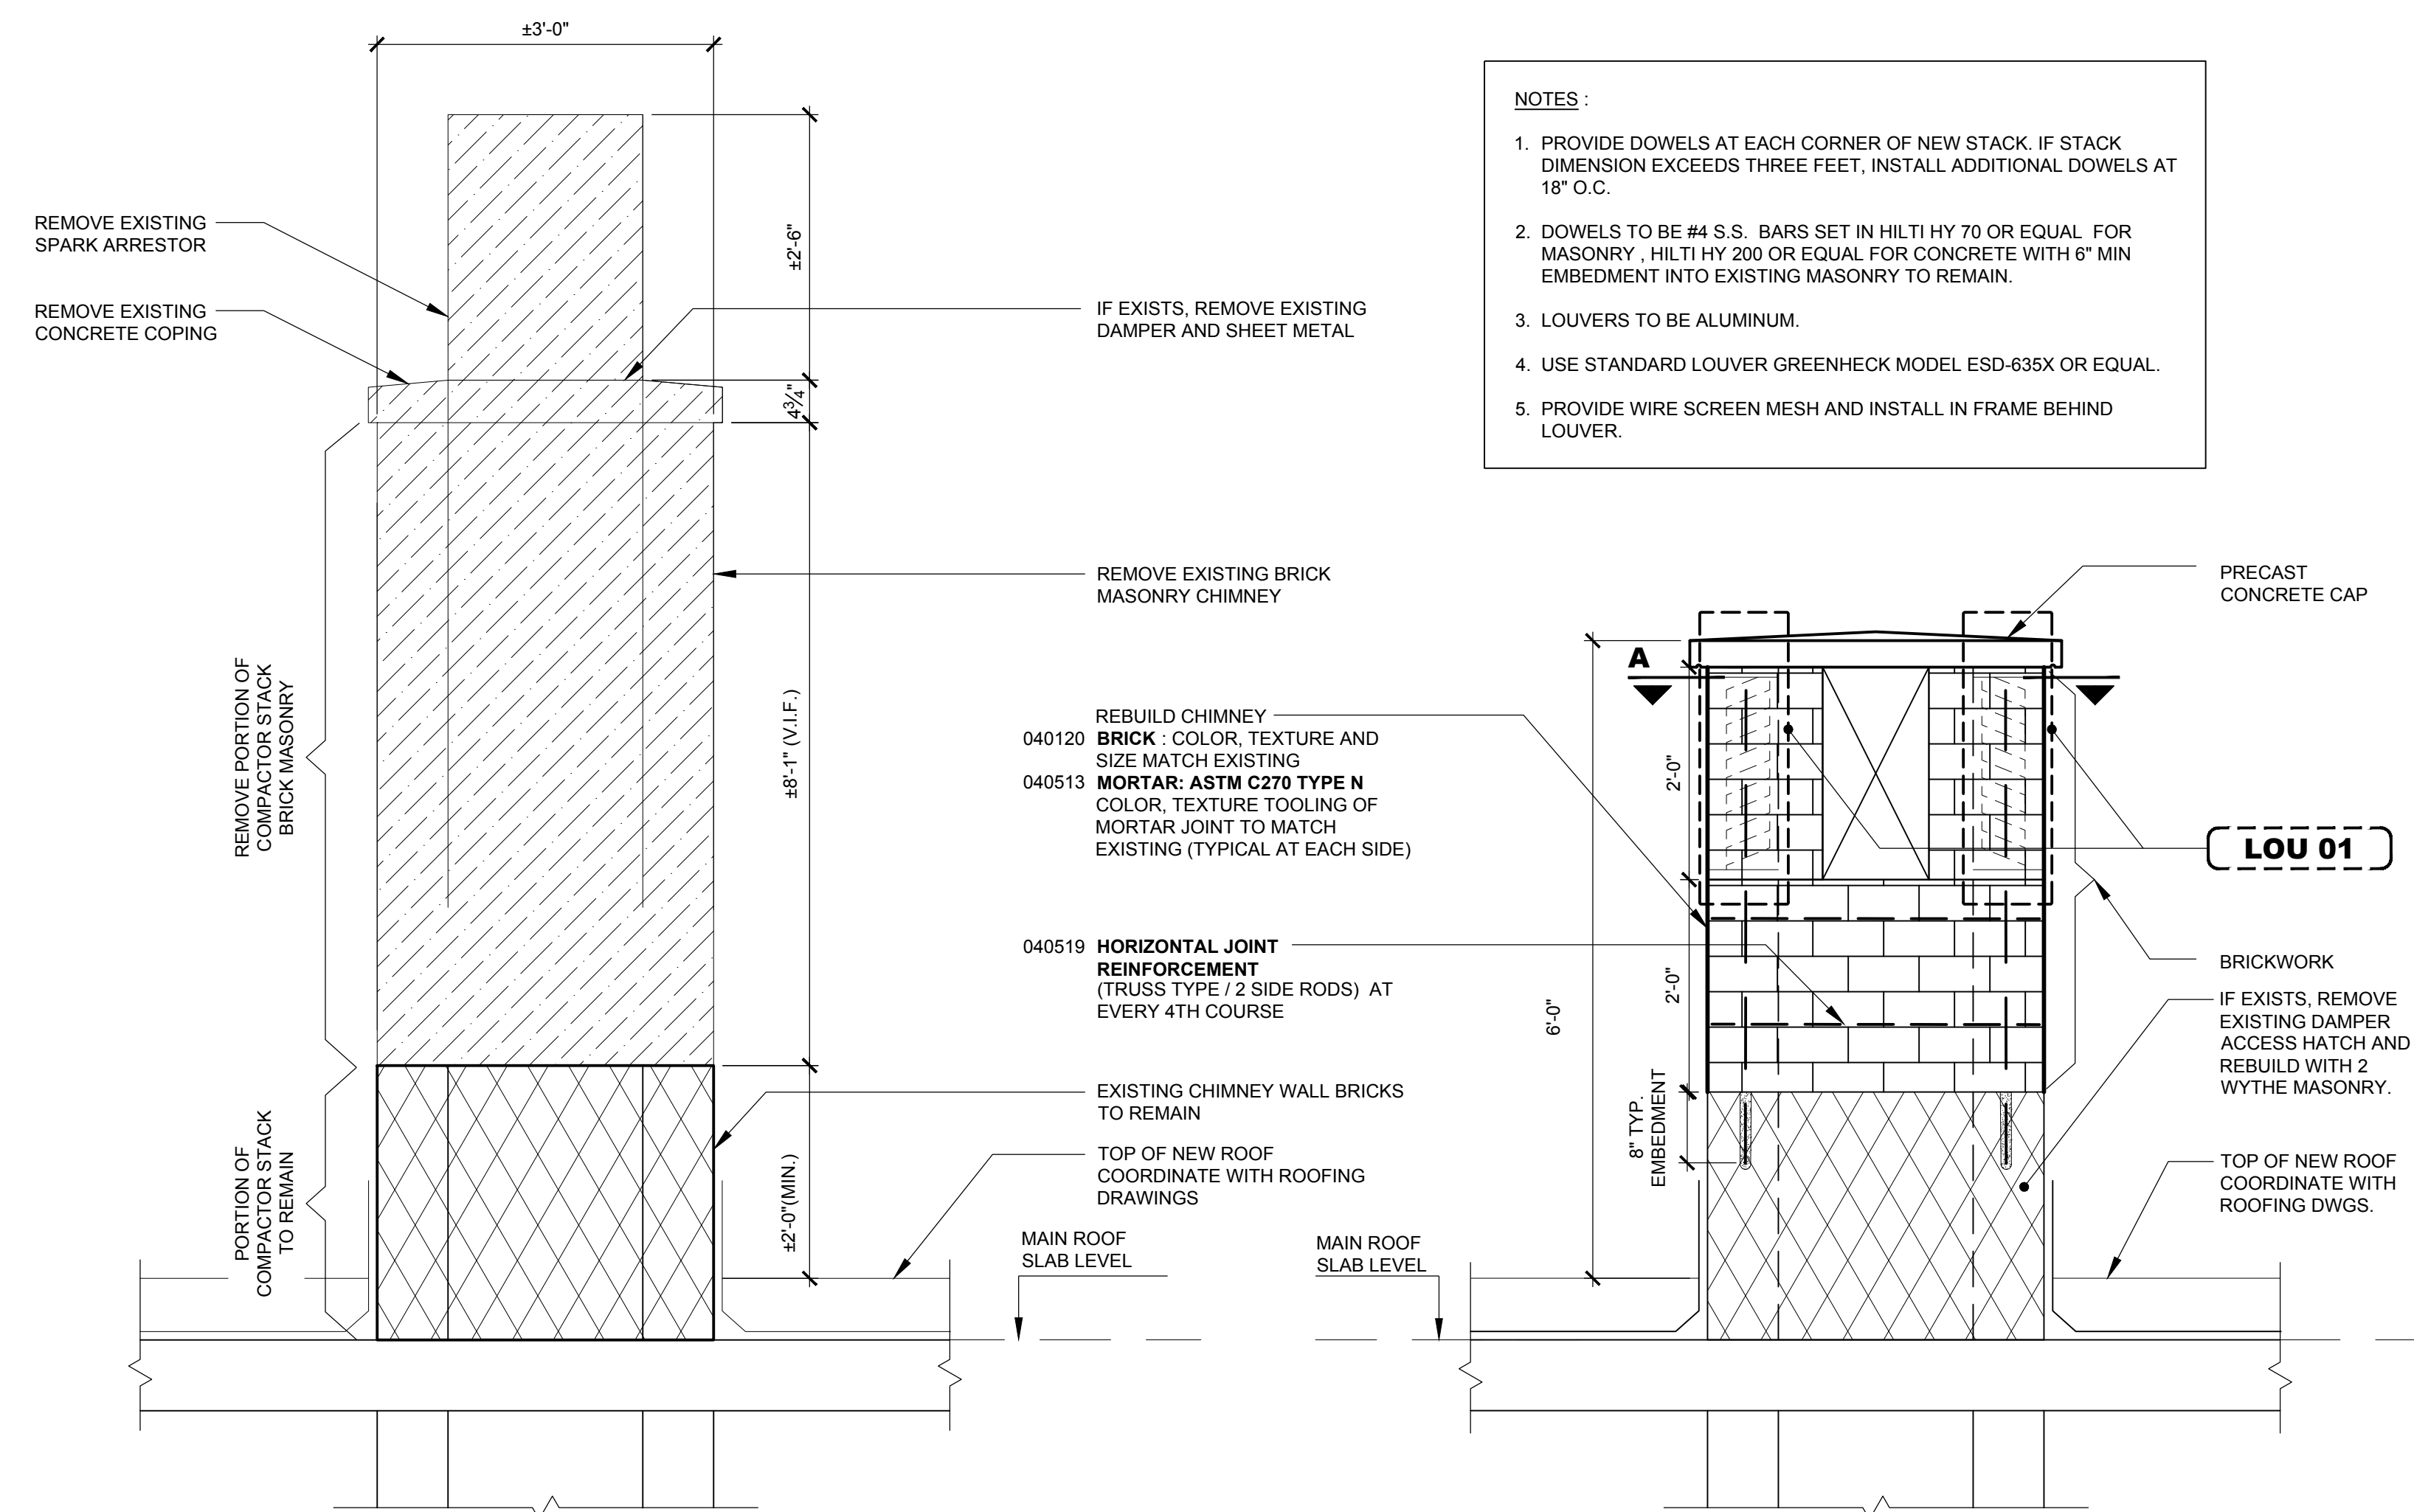 ±3'-0"
REMOVE EXISTING
SPARK ARRESTOR
REMOVE EXISTING
CONCRETE COPING
±2'-6"
4¾"
±8'-1" (V.I.F.)
±2'-0"(MIN.)
REMOVE PORTION OF
COMPACTOR STACK
BRICK MASONRY
PORTION OF
COMPACTOR STACK
TO REMAIN
IF EXISTS, REMOVE EXISTING
DAMPER AND SHEET METAL
REMOVE EXISTING BRICK
MASONRY CHIMNEY
REBUILD CHIMNEY
040120 BRICK : COLOR, TEXTURE AND
SIZE MATCH EXISTING
040513 MORTAR: ASTM C270 TYPE N
COLOR, TEXTURE TOOLING OF
MORTAR JOINT TO MATCH
EXISTING (TYPICAL AT EACH SIDE)
040519 HORIZONTAL JOINT
REINFORCEMENT
(TRUSS TYPE / 2 SIDE RODS) AT
EVERY 4TH COURSE
EXISTING CHIMNEY WALL BRICKS
TO REMAIN
TOP OF NEW ROOF
COORDINATE WITH ROOFING
DRAWINGS
MAIN ROOF
SLAB LEVEL
NOTES :
1. PROVIDE DOWELS AT EACH CORNER OF NEW STACK. IF STACK
DIMENSION EXCEEDS THREE FEET, INSTALL ADDITIONAL DOWELS AT
18" O.C.
2. DOWELS TO BE #4 S.S. BARS SET IN HILTI HY 70 OR EQUAL FOR
MASONRY , HILTI HY 200 OR EQUAL FOR CONCRETE WITH 6" MIN
EMBEDMENT INTO EXISTING MASONRY TO REMAIN.
3. LOUVERS TO BE ALUMINUM.
4. USE STANDARD LOUVER GREENHECK MODEL ESD-635X OR EQUAL.
5. PROVIDE WIRE SCREEN MESH AND INSTALL IN FRAME BEHIND
LOUVER.
PRECAST
CONCRETE CAP
A
2'-0"
2'-0"
6'-0"
8" TYP.
EMBEDMENT
LOU 01
BRICKWORK
IF EXISTS, REMOVE
EXISTING DAMPER
ACCESS HATCH AND
REBUILD WITH 2
WYTHE MASONRY.
TOP OF NEW ROOF
COORDINATE WITH
ROOFING DWGS.
MAIN ROOF
SLAB LEVEL